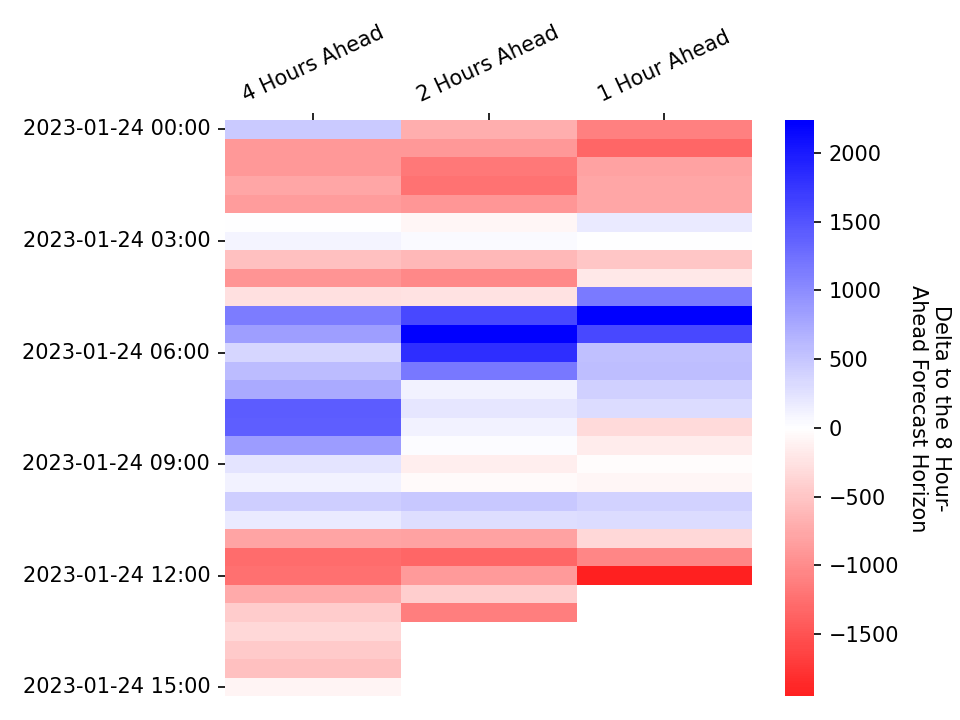 4 Hours Ahead
2 Hours Ahead
1 Hour Ahead
2023-01-24 00:00
2023-01-24 03:00
2023-01-24 06:00
2023-01-24 09:00
2023-01-24 12:00
2023-01-24 15:00
2000
1500
1000
500
0
−500
−1000
−1500
Delta to the 8 Hour-
Ahead Forecast Horizon